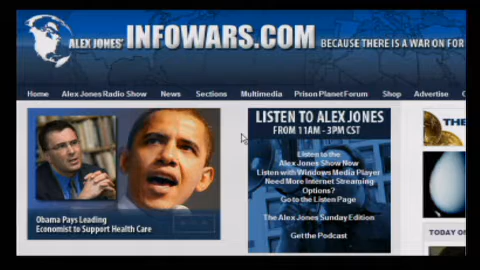 ALEX JONES' INFOWARS.COM BECAUSE THERE IS A WAR ON FOR
Home Alex Jones Radio Show News Sections Multimedia Prison Planet Forum Shop Advertise
LISTEN TO ALEX JONES
FROM 11AM - 3PM CST
Listen to the
Alex Jones Show Now
Listen with Windows Media Player
Need More Internet Streaming
Options?
Go to the Listen Page
The Alex Jones Sunday Edition
Get the Podcast
Obama Pays Leading
Economist to Support Health Care
THE
TODAY ON